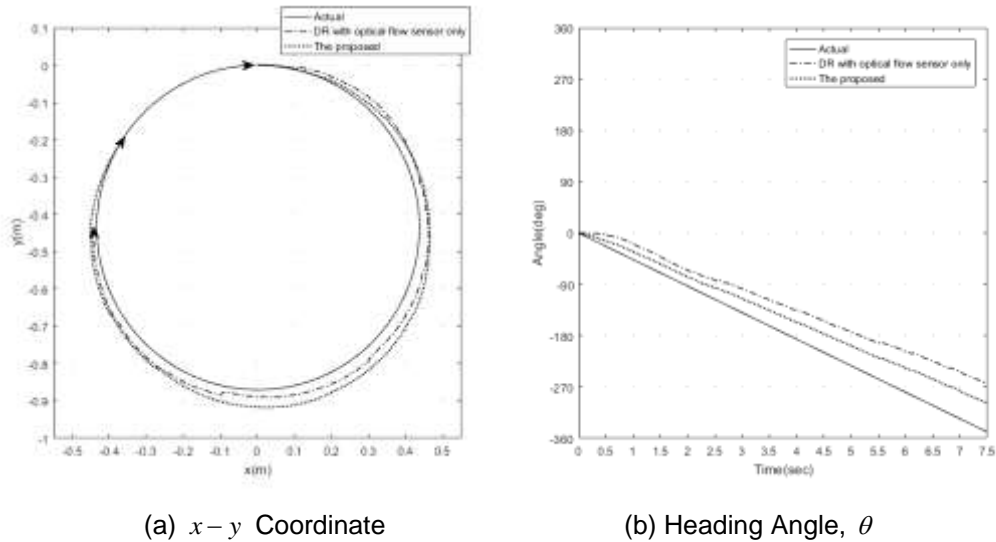 Actual
DR with optical flow sensor only
The proposed
0.1
0
-0.1
-0.2
-0.3
-0.4
-0.5
-0.6
-0.7
-0.8
-0.9
-1
y(m)
-0.5 -0.4 -0.3 -0.2 -0.1 0 0.1 0.2 0.3 0.4 0.5
x(m)
(a) x – y Coordinate
Actual
DR with optical flow sensor only
The proposed
360
270
180
90
0
-90
-180
-270
-360
Angle(deg)
0 0.5 1 1.5 2 2.5 3 3.5 4 4.5 5 5.5 6 6.5 7 7.5
Time(sec)
(b) Heading Angle, θ